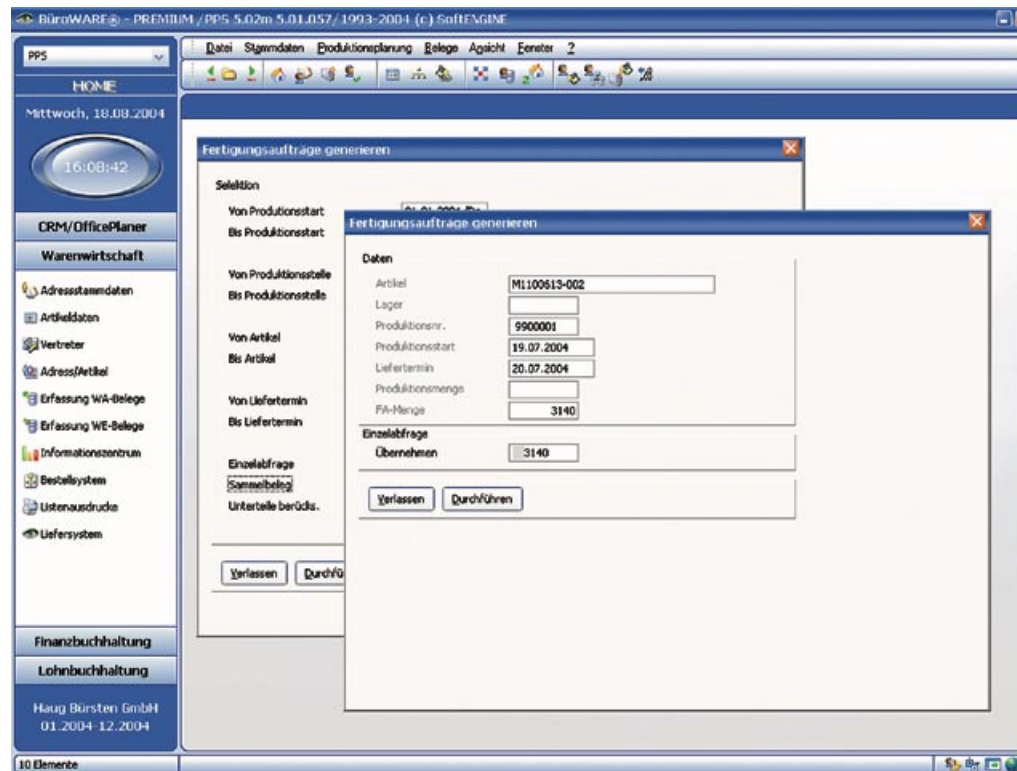 BüroWARE® - PREMIUM /PPS 5.02m 5.01.057/ 1993-2004 (c) SoftENGINE
PPS
HOME
Mittwoch, 18.08.2004
16:08:42
CRM/OfficePlaner
Warenwirtschaft
Adressstammdaten
Artikeldaten
Vertreter
Adress/Artikel
Erfassung WA-Belege
Erfassung WE-Belege
Informationszentrum
Bestellsystem
Listenausdrucke
Liefersystem
Finanzbuchhaltung
Lohnbuchhaltung
Haug Bürsten GmbH
01.2004-12.2004
10 Elemente
Datei Stammdaten Produktionsplanung Belege Ansicht Fenster ?
Fertigungsaufträge generieren
Selektion
Von Produtionsstart 01.01.2004
Bis Produktionsstart
Von Produktionsstelle
Bis Produktionsstelle
Von Artikel
Bis Artikel
Von Liefertermin
Bis Liefertermin
Einzelabfrage
Sammelbeleg
Unterteile berücks.
Verlassen Durchfü
Fertigungsaufträge generieren
Daten
Artikel M1100613-002
Lager
Produktionsnr. 9900001
Produktionsstart 19.07.2004
Liefertermin 20.07.2004
Produktionsmenge
FA-Menge 3140
Einzelabfrage
Übernehmen 3140
Verlassen Durchführen